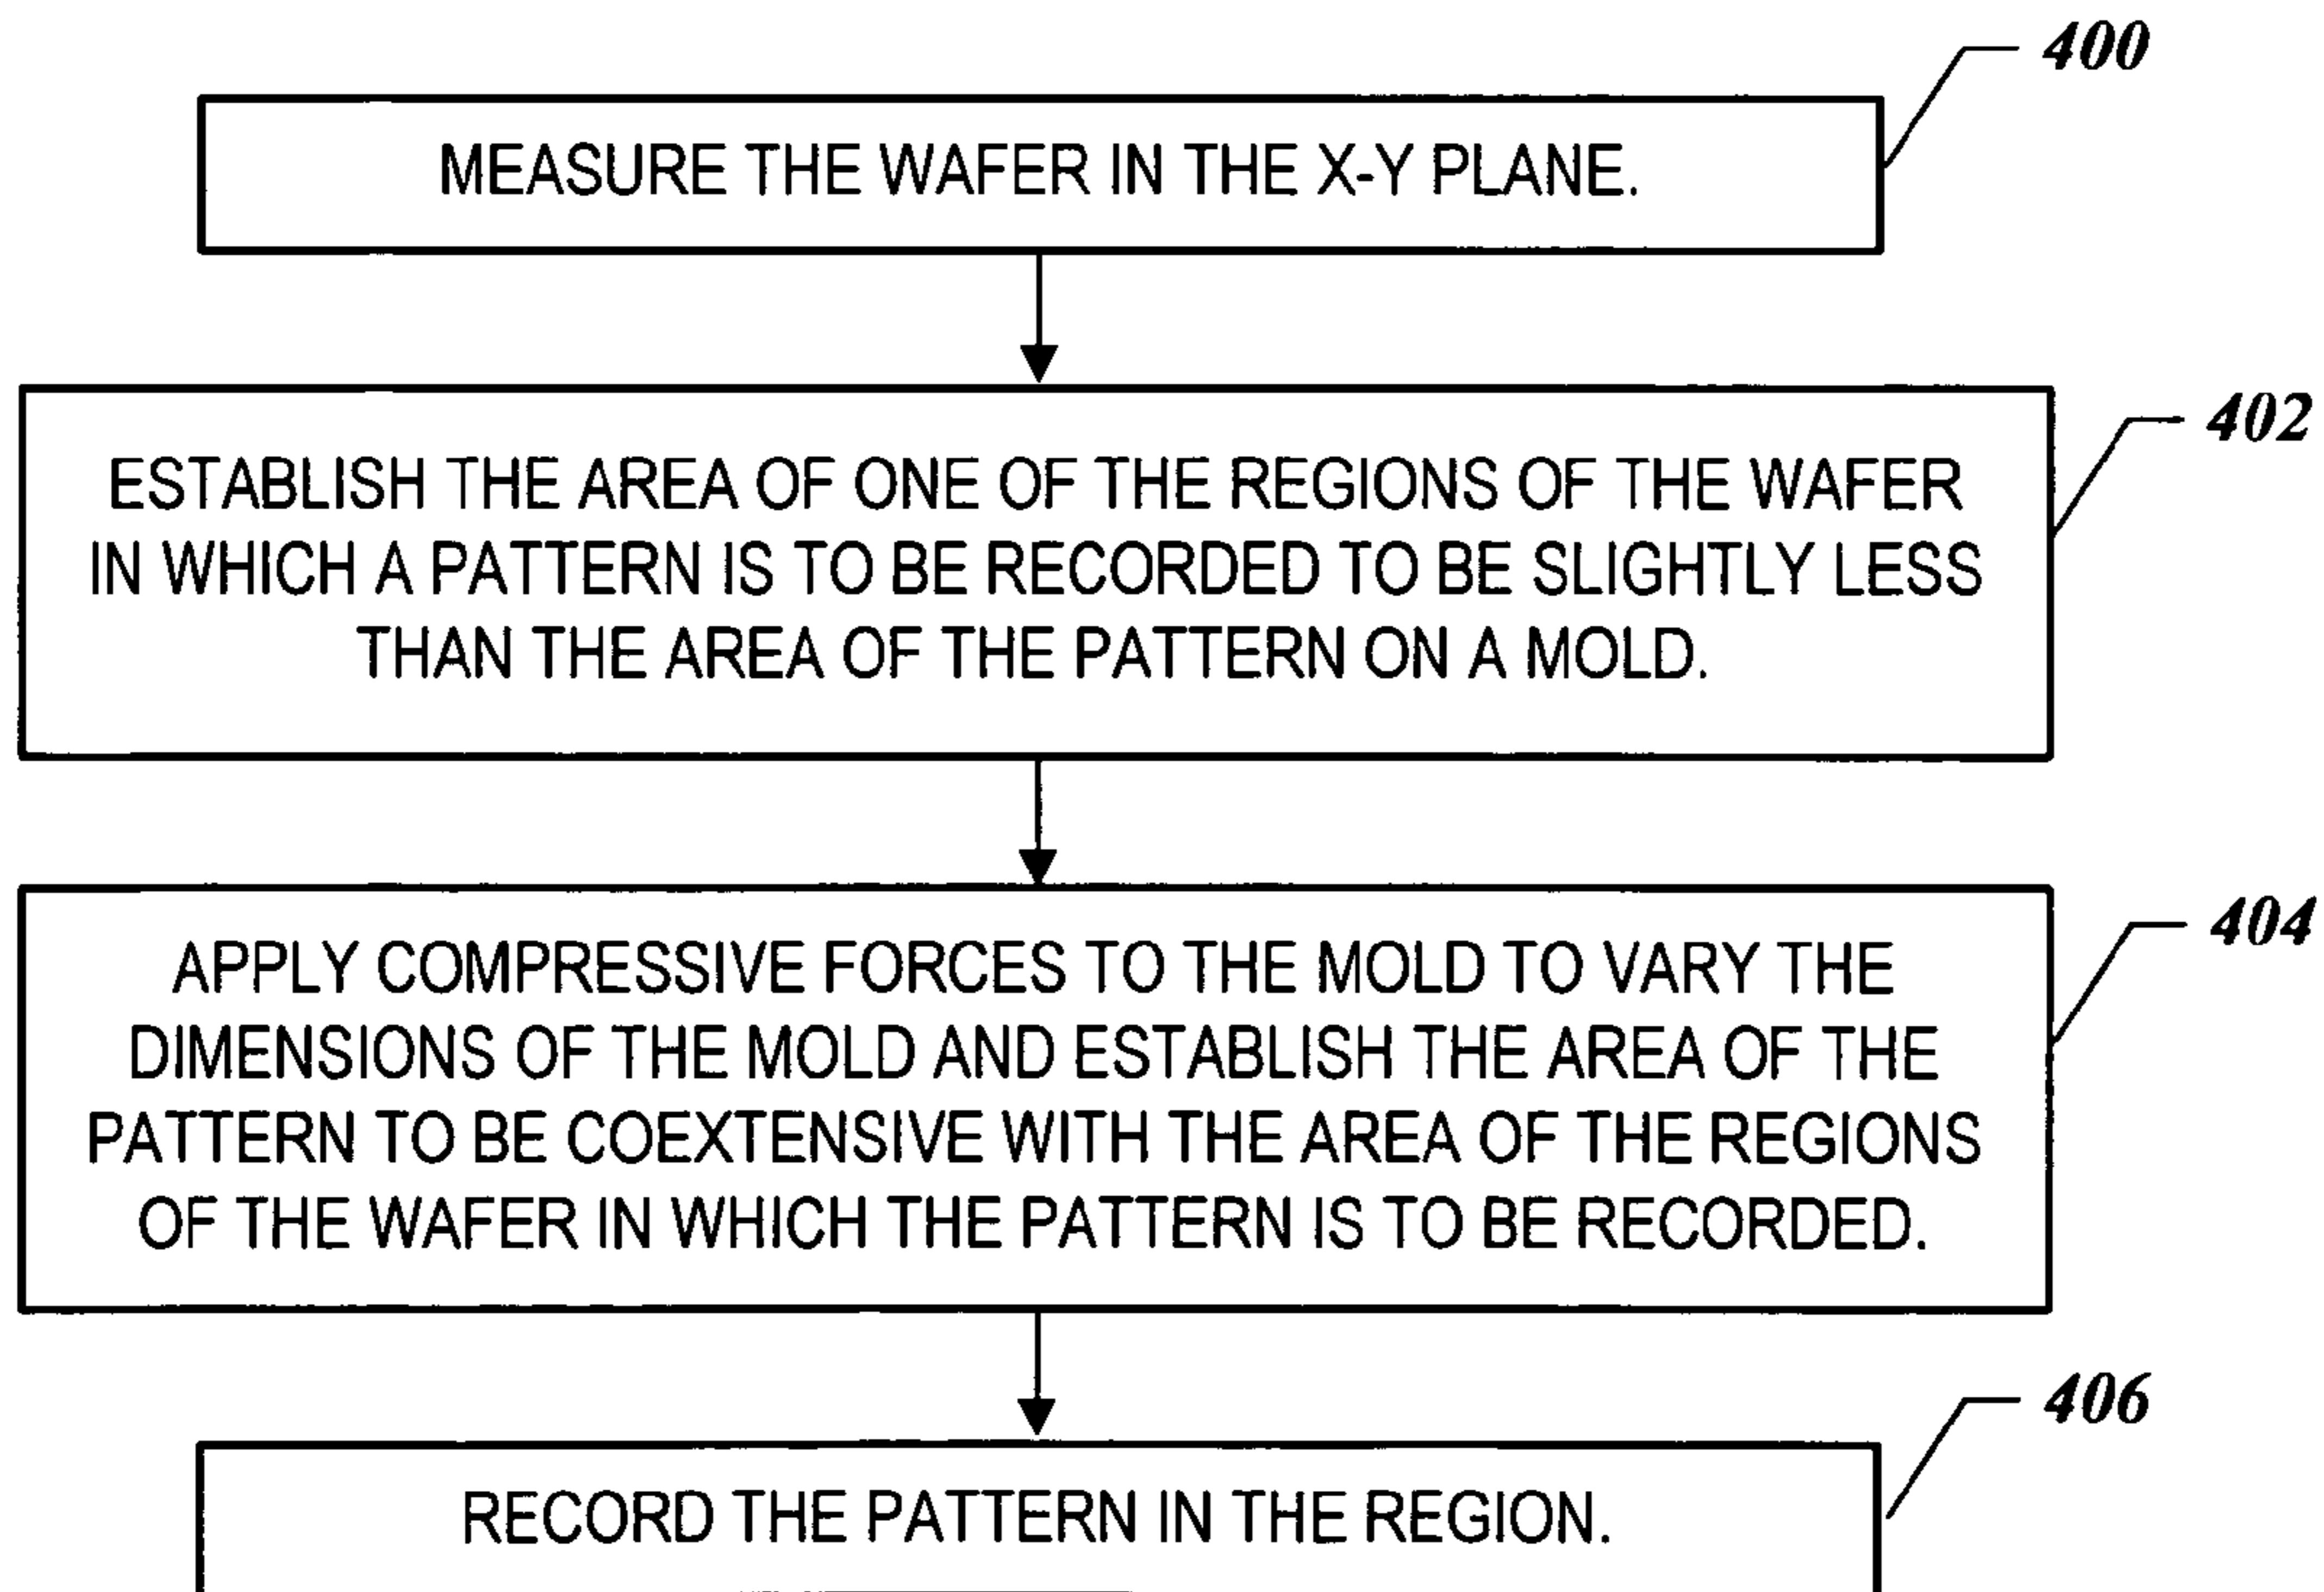 400
MEASURE THE WAFER IN THE X-Y PLANE.
402
ESTABLISH THE AREA OF ONE OF THE REGIONS OF THE WAFER
IN WHICH A PATTERN IS TO BE RECORDED TO BE SLIGHTLY LESS
THAN THE AREA OF THE PATTERN ON A MOLD.
404
APPLY COMPRESSIVE FORCES TO THE MOLD TO VARY THE
DIMENSIONS OF THE MOLD AND ESTABLISH THE AREA OF THE
PATTERN TO BE COEXTENSIVE WITH THE AREA OF THE REGIONS
OF THE WAFER IN WHICH THE PATTERN IS TO BE RECORDED.
406
RECORD THE PATTERN IN THE REGION.